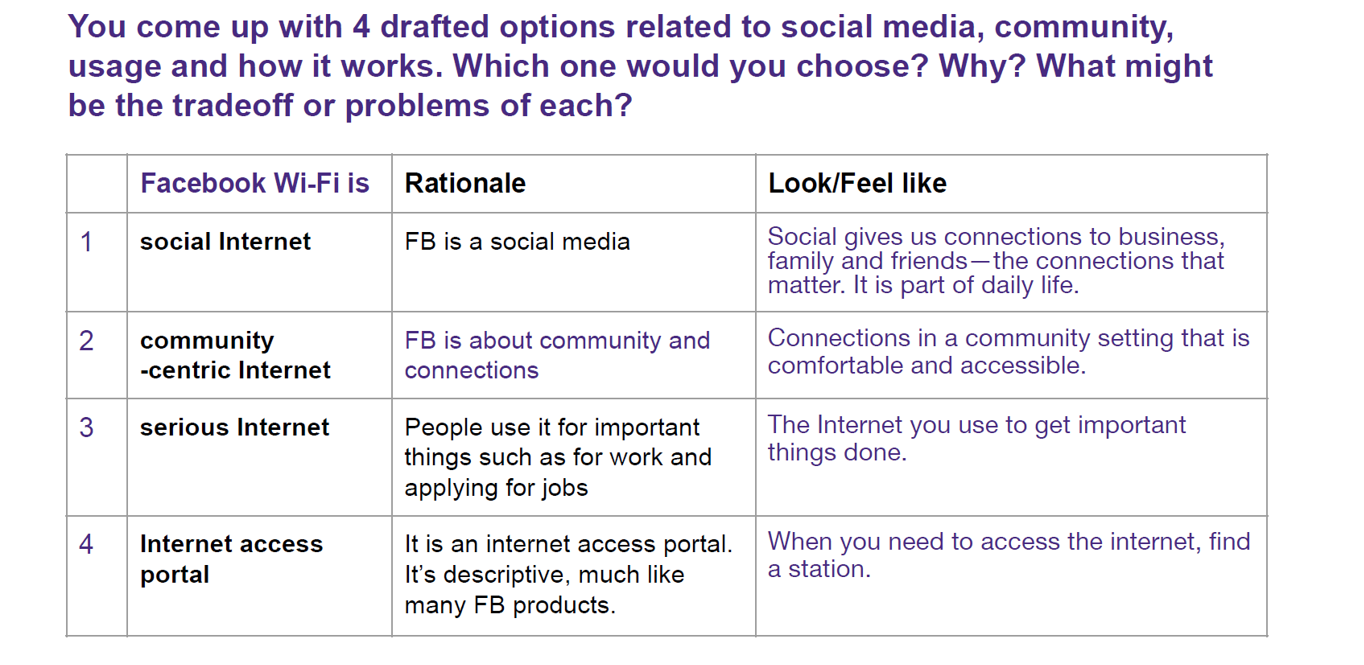 You come up with 4 drafted options related to social media, community,
usage and how it works. Which one would you choose? Why? What might
be the tradeoff or problems of each?
Facebook Wi-Fi is
Rationale
Look/Feel like
1
social Internet
FB is a social media
Social gives us connections to business,
family and friends—the connections that
matter. It is part of daily life.
2
community
-centric Internet
FB is about community and
connections
Connections in a community setting that is
comfortable and accessible.
3
serious Internet
People use it for important
things such as for work and
applying for jobs
The Internet you use to get important
things done.
4
Internet access
portal
It is an internet access portal.
It’s descriptive, much like
many FB products.
When you need to access the internet, find
a station.